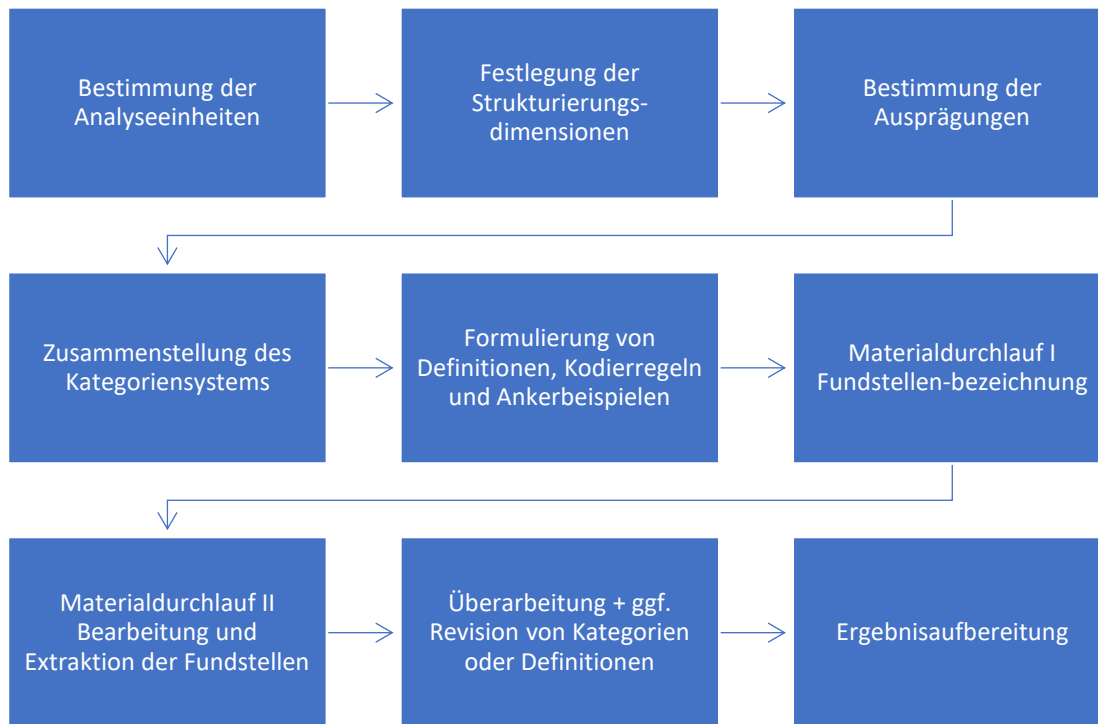 Bestimmung der
Analyseeinheiten
Festlegung der
Strukturierungs-
dimensionen
Bestimmung der
Ausprägungen
Zusammenstellung des
Kategoriensystems
Formulierung von
Definitionen, Kodierregeln
und Ankerbeispielen
Materialdurchlauf I
Fundstellen-bezeichnung
Materialdurchlauf II
Bearbeitung und
Extraktion der Fundstellen
Überarbeitung + ggf.
Revision von Kategorien
oder Definitionen
Ergebnisaufbereitung